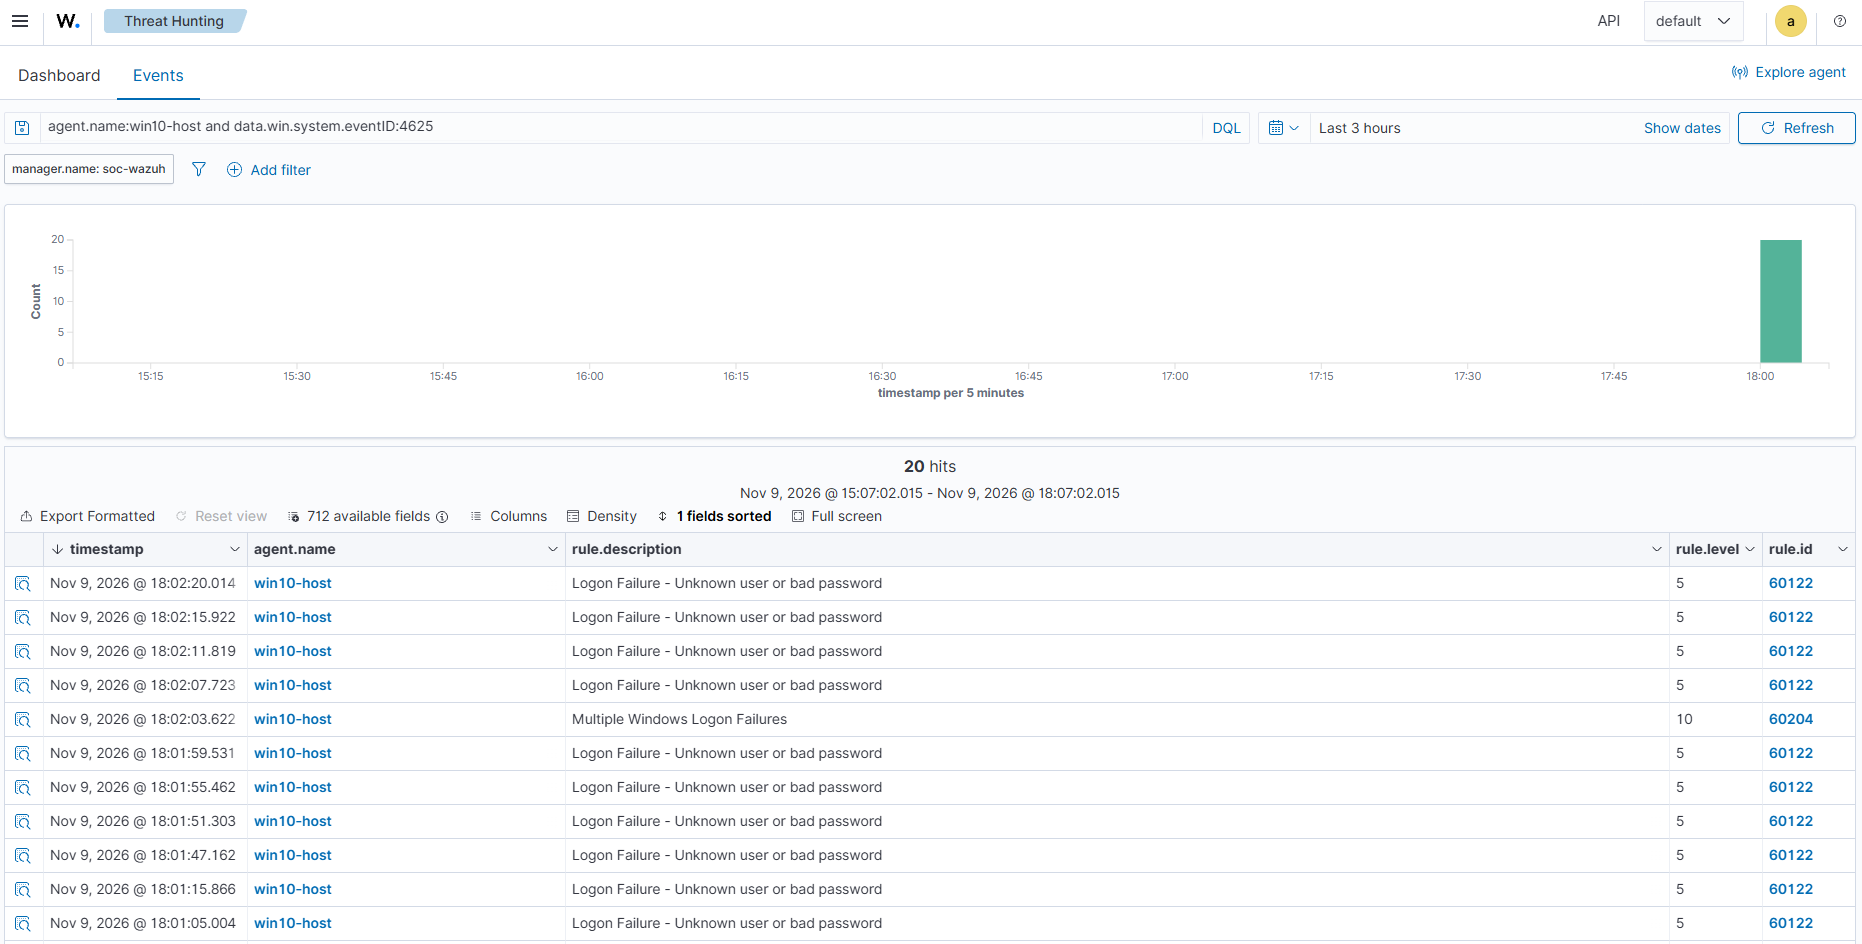 W. Threat Hunting API default a
Dashboard Events Explore agent
agent.name:win10-host and data.win.system.eventID:4625 DQL Last 3 hours Show dates Refresh
manager.name: soc-wazuh Add filter
20
15
10
5
0
Count
15:15 15:30 15:45 16:00 16:15 16:30 16:45 17:00 17:15 17:30 17:45 18:00
timestamp per 5 minutes
20 hits
Nov 9, 2026 @ 15:07:02.015 - Nov 9, 2026 @ 18:07:02.015
Export Formatted Reset view 712 available fields Columns Density 1 fields sorted Full screen
timestamp agent.name rule.description rule.level rule.id
Nov 9, 2026 @ 18:02:20.014 win10-host Logon Failure - Unknown user or bad password 5 60122
Nov 9, 2026 @ 18:02:15.922 win10-host Logon Failure - Unknown user or bad password 5 60122
Nov 9, 2026 @ 18:02:11.819 win10-host Logon Failure - Unknown user or bad password 5 60122
Nov 9, 2026 @ 18:02:07.723 win10-host Logon Failure - Unknown user or bad password 5 60122
Nov 9, 2026 @ 18:02:03.622 win10-host Multiple Windows Logon Failures 10 60204
Nov 9, 2026 @ 18:01:59.531 win10-host Logon Failure - Unknown user or bad password 5 60122
Nov 9, 2026 @ 18:01:55.462 win10-host Logon Failure - Unknown user or bad password 5 60122
Nov 9, 2026 @ 18:01:51.303 win10-host Logon Failure - Unknown user or bad password 5 60122
Nov 9, 2026 @ 18:01:47.162 win10-host Logon Failure - Unknown user or bad password 5 60122
Nov 9, 2026 @ 18:01:15.866 win10-host Logon Failure - Unknown user or bad password 5 60122
Nov 9, 2026 @ 18:01:05.004 win10-host Logon Failure - Unknown user or bad password 5 60122